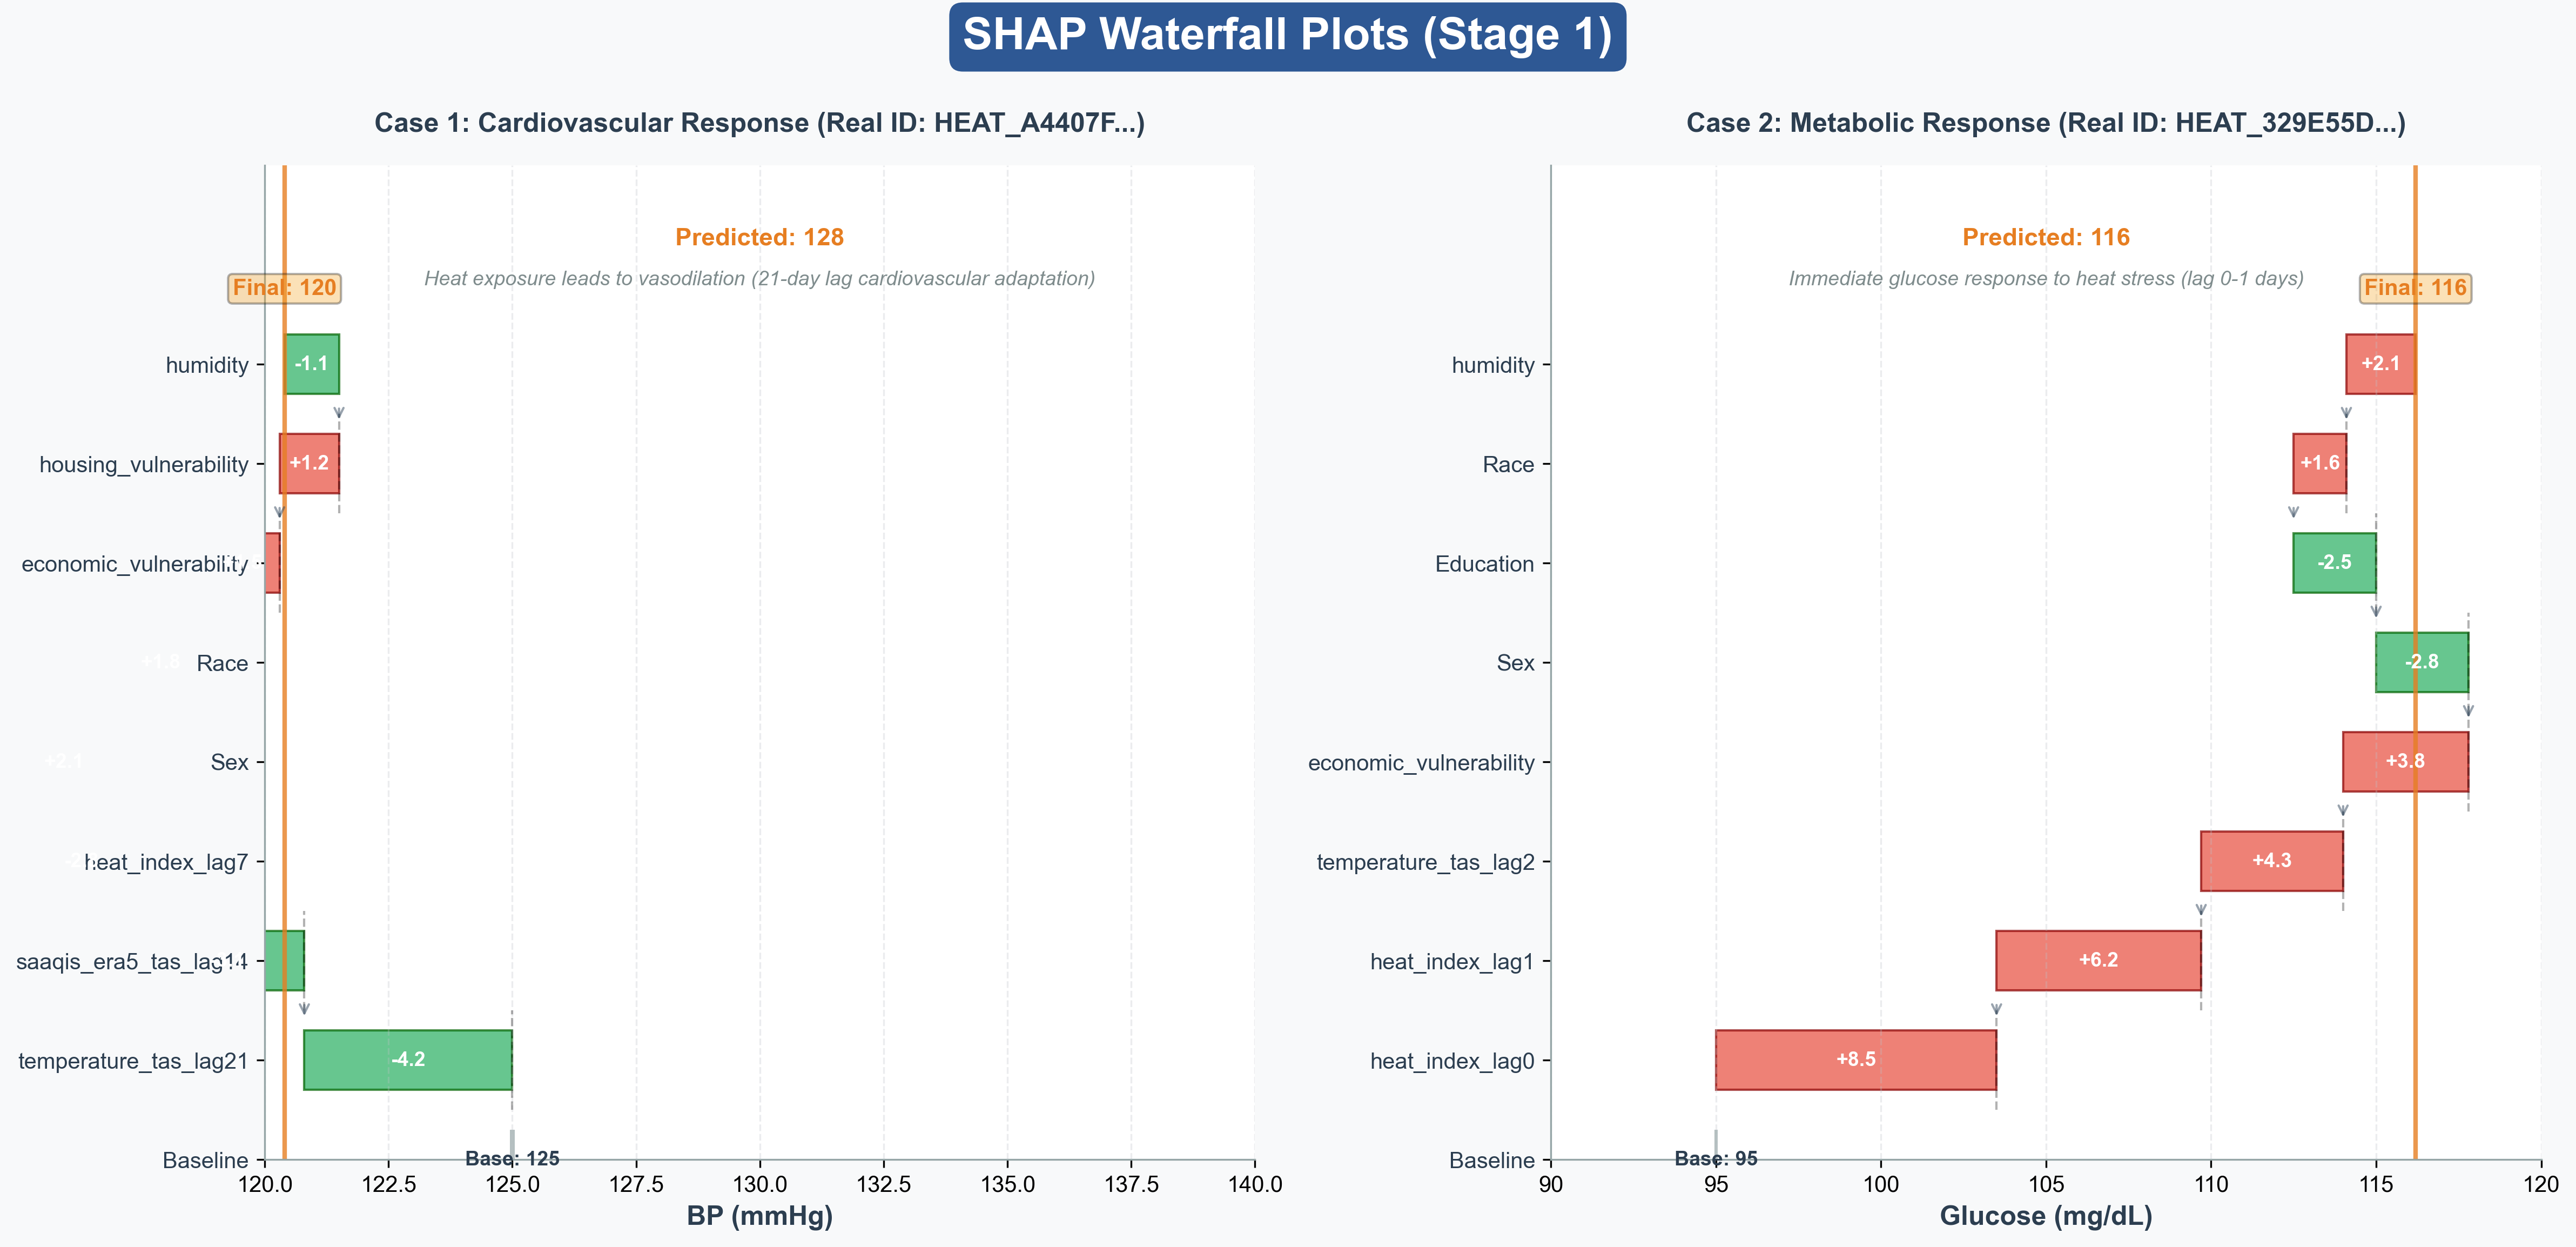 SHAP Waterfall Plots (Stage 1)
Case 1: Cardiovascular Response (Real ID: HEAT_A4407F...)
Predicted: 128
Heat exposure leads to vasodilation (21-day lag cardiovascular adaptation)
Final: 120
humidity
-1.1
housing_vulnerability
+1.2
economic_vulnerability
Race
+1.8
Sex
+2.1
heat_index_lag7
saaqis_era5_tas_lag14
temperature_tas_lag21
-4.2
Baseline
Base: 125
120.0 122.5 125.0 127.5 130.0 132.5 135.0 137.5 140.0
BP (mmHg)
Case 2: Metabolic Response (Real ID: HEAT_329E55D...)
Predicted: 116
Immediate glucose response to heat stress (lag 0-1 days)
Final: 116
humidity
+2.1
Race
+1.6
Education
-2.5
Sex
-2.8
economic_vulnerability
+3.8
temperature_tas_lag2
+4.3
heat_index_lag1
+6.2
heat_index_lag0
+8.5
Baseline
Base: 95
90 95 100 105 110 115 120
Glucose (mg/dL)